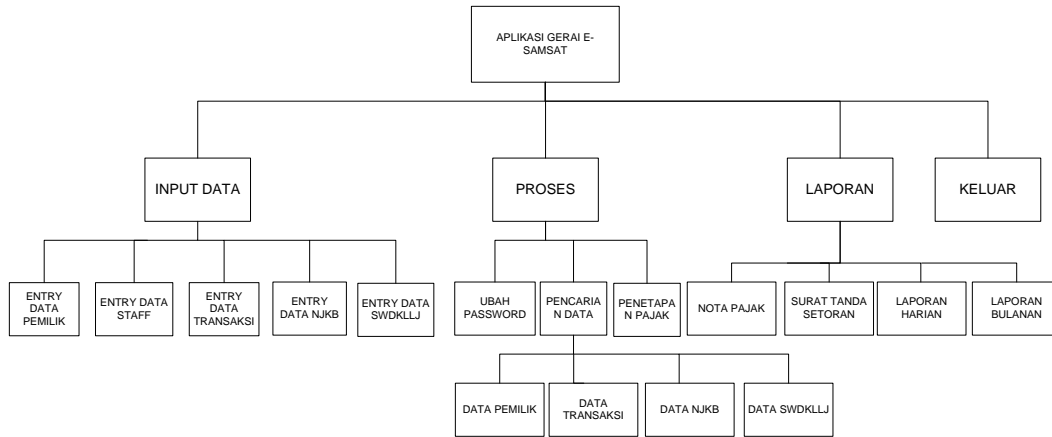 APLIKASI GERAI E-
SAMSAT
INPUT DATA
PROSES
LAPORAN
KELUAR
ENTRY
DATA
PEMILIK
ENTRY DATA
STAFF
ENTRY
DATA
TRANSAKSI
ENTRY
DATA NJKB
ENTRY DATA
SWDKLLJ
UBAH
PASSWORD
PENCARIA
N DATA
PENETAPA
N PAJAK
NOTA PAJAK
SURAT TANDA
SETORAN
LAPORAN
HARIAN
LAPORAN
BULANAN
DATA PEMILIK
DATA
TRANSAKSI
DATA NJKB
DATA SWDKLLJ